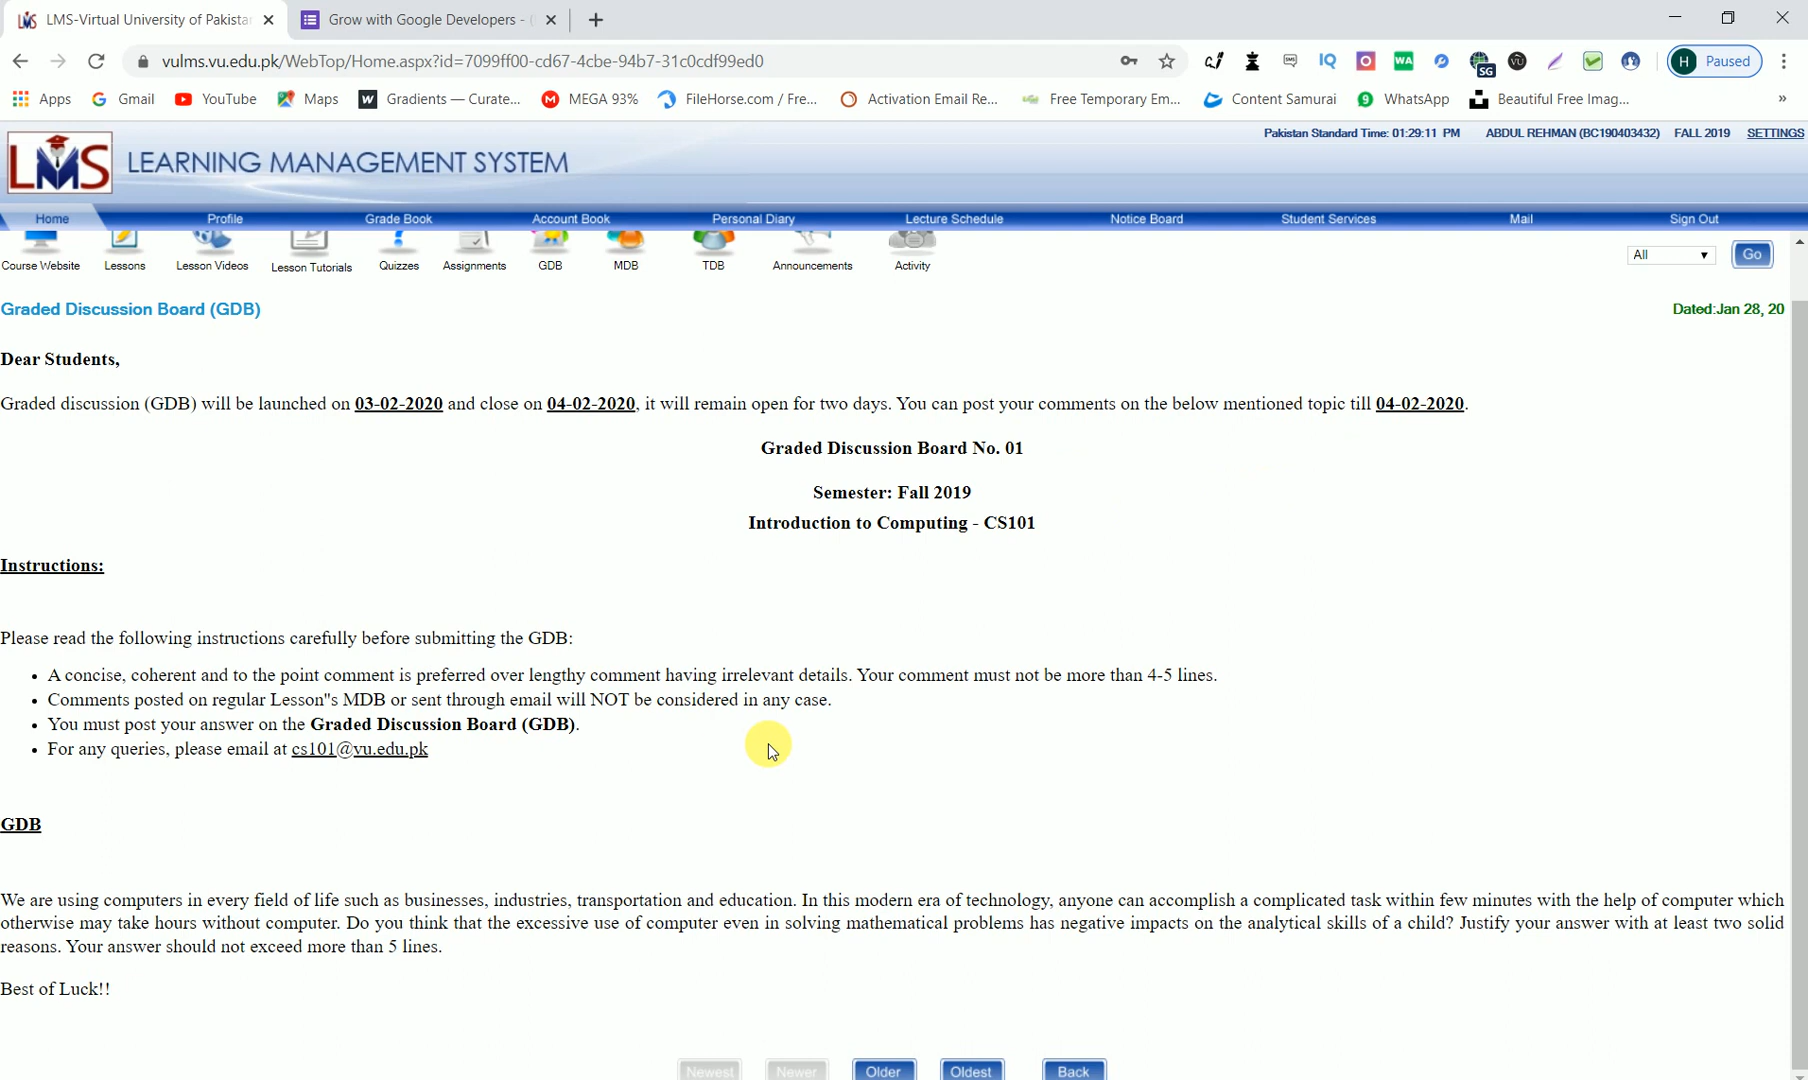 LMS-Virtual University of Pakista
Grow with Google Developers - (
vulms.vu.edu.pk/WebTop/Home.aspx?id=7099ff00-cd67-4cbe-94b7-31c0cdf99ed0
IQ
WA
SG
VU
H Paused
Apps Gmail YouTube Maps W Gradients — Curate... M MEGA 93% FileHorse.com / Fre... Activation Email Re... Free Temporary Em... Content Samurai 9 WhatsApp Beautiful Free Imag... »
Pakistan Standard Time: 01:29:11 PM ABDUL REHMAN (BC190403432) FALL 2019 SETTINGS
LMS LEARNING MANAGEMENT SYSTEM
Home Profile Grade Book Account Book Personal Diary Lecture Schedule Notice Board Student Services Mail Sign Out
Course Website Lessons Lesson Videos Lesson Tutorials Quizzes Assignments GDB MDB TDB Announcements Activity
All Go
Graded Discussion Board (GDB) Dated:Jan 28, 20
Dear Students,
Graded discussion (GDB) will be launched on 03-02-2020 and close on 04-02-2020, it will remain open for two days. You can post your comments on the below mentioned topic till 04-02-2020.
Graded Discussion Board No. 01
Semester: Fall 2019
Introduction to Computing - CS101
Instructions:
Please read the following instructions carefully before submitting the GDB:
• A concise, coherent and to the point comment is preferred over lengthy comment having irrelevant details. Your comment must not be more than 4-5 lines.
• Comments posted on regular Lesson"s MDB or sent through email will NOT be considered in any case.
• You must post your answer on the Graded Discussion Board (GDB).
• For any queries, please email at cs101@vu.edu.pk
GDB
We are using computers in every field of life such as businesses, industries, transportation and education. In this modern era of technology, anyone can accomplish a complicated task within few minutes with the help of computer which
otherwise may take hours without computer. Do you think that the excessive use of computer even in solving mathematical problems has negative impacts on the analytical skills of a child? Justify your answer with at least two solid
reasons. Your answer should not exceed more than 5 lines.
Best of Luck!!
Newest Newer Older Oldest Back